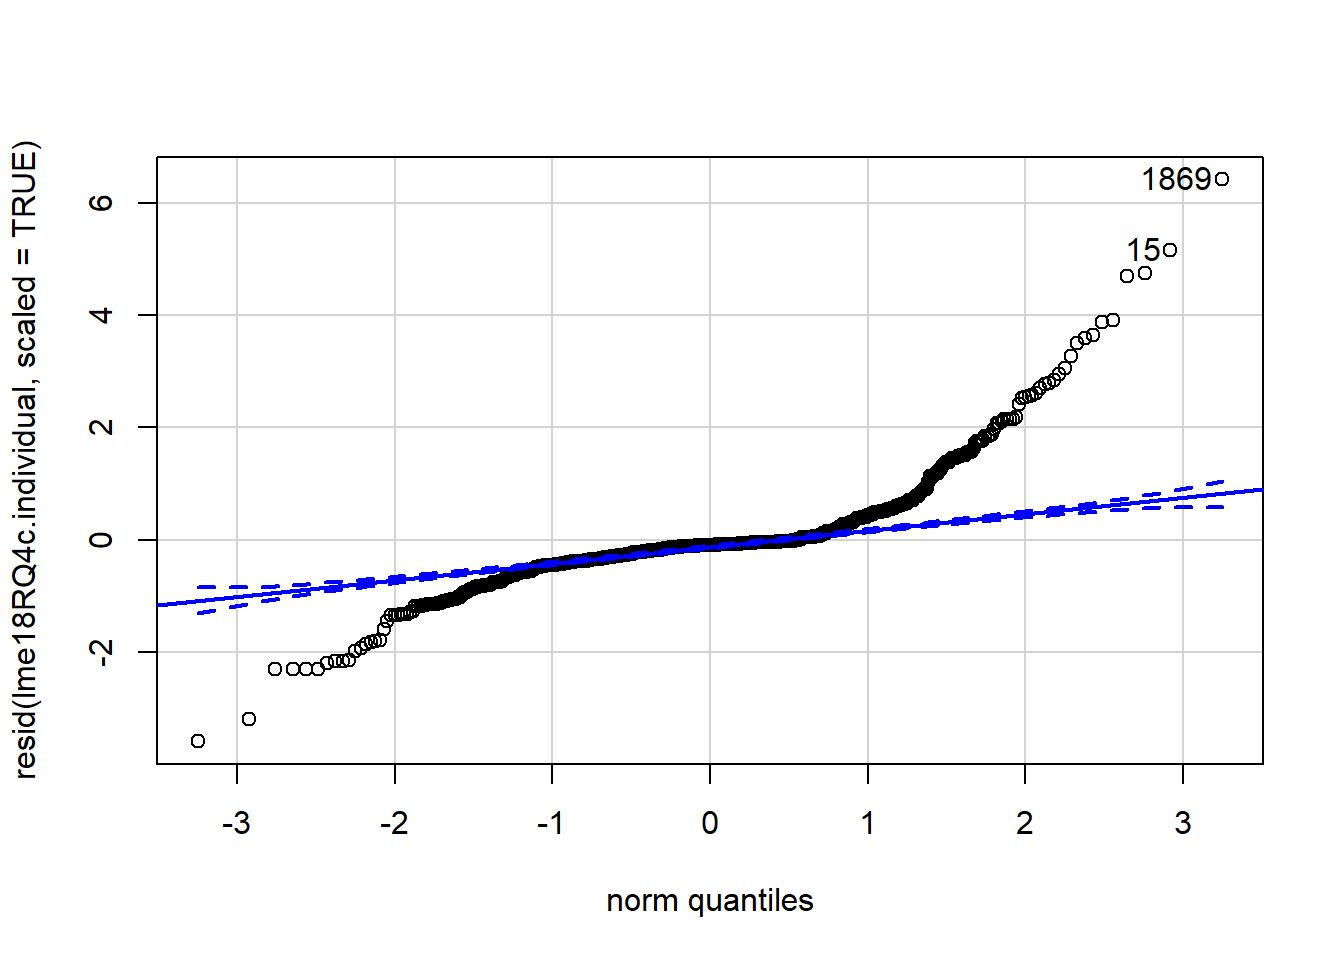 resid(lme18RQ4c.individual, scaled = TRUE)
6
4
2
0
-2
1869
15
-3 -2 -1 0 1 2 3
norm quantiles